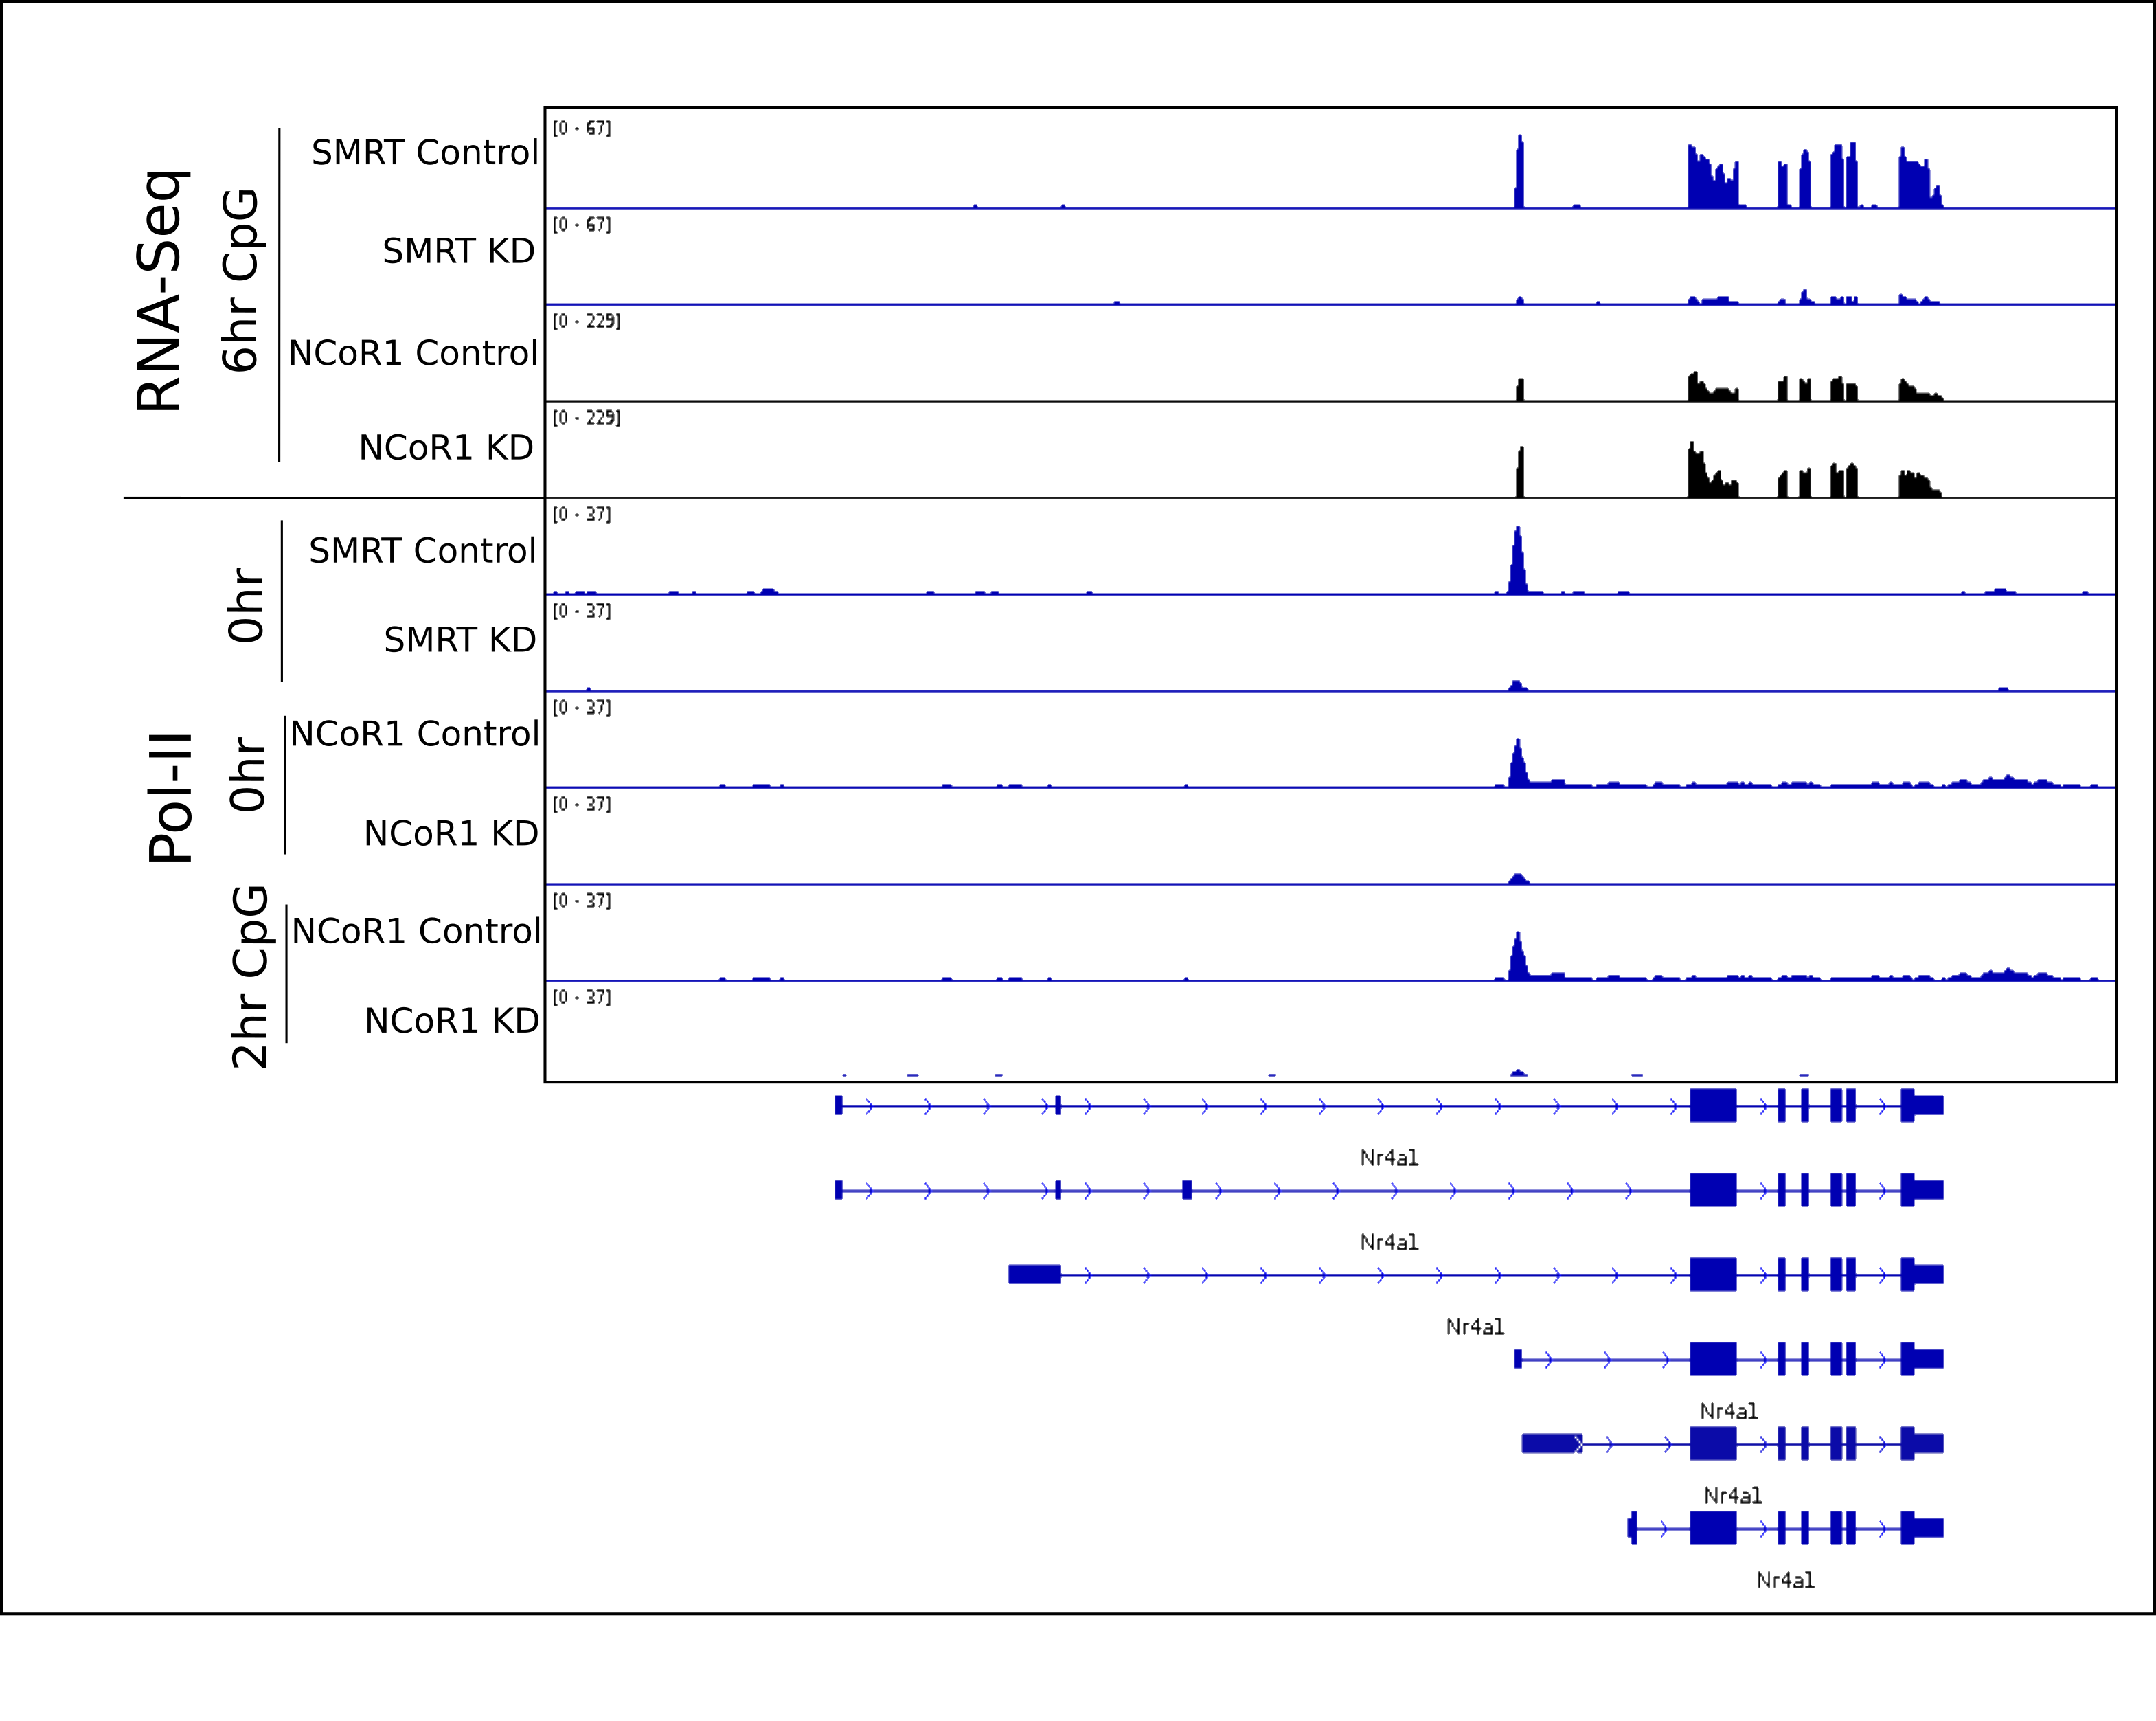 RNA-Seq
6hr CpG
SMRT Control
[0 - 67]
SMRT KD
[0 - 67]
NCoR1 Control
[0 - 229]
NCoR1 KD
[0 - 229]
Pol-II
0hr
SMRT Control
[0 - 37]
SMRT KD
[0 - 37]
0hr
NCoR1 Control
[0 - 37]
NCoR1 KD
[0 - 37]
2hr CpG
NCoR1 Control
[0 - 37]
NCoR1 KD
[0 - 37]
Nr4a1
Nr4a1
Nr4a1
Nr4a1
Nr4a1
Nr4a1